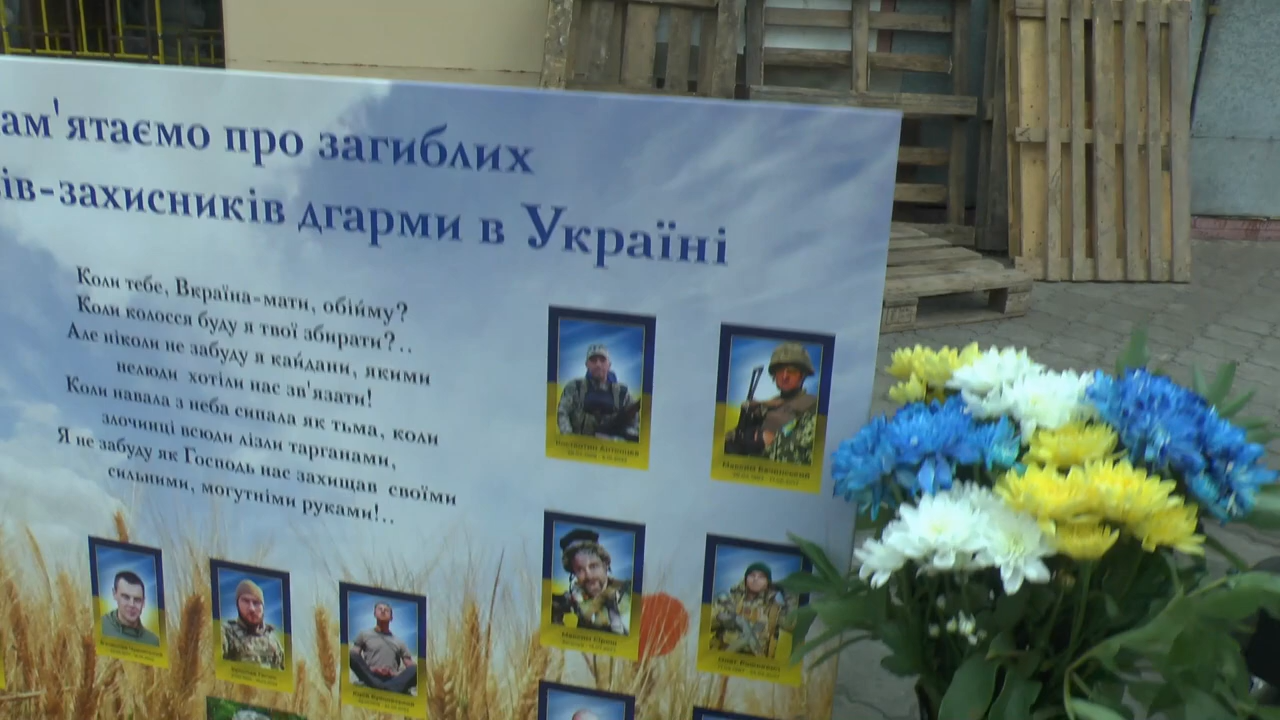 ам'ятаємо про загиблих
ів-захисників дгарми в Україні
Коли тебе, Вкраїна-мати, обійму?
Коли колосся буду я твої збирати?..
Але ніколи не забуду я кайдани, якими
нелюди хотіли нас зв'язати!
Коли навала з неба сипала як тьма, коли
злочинці всюди лізли тарганами,
Я не забуду як Господь нас захищав своїми
сильними, могутніми руками!..
Максим
Максим